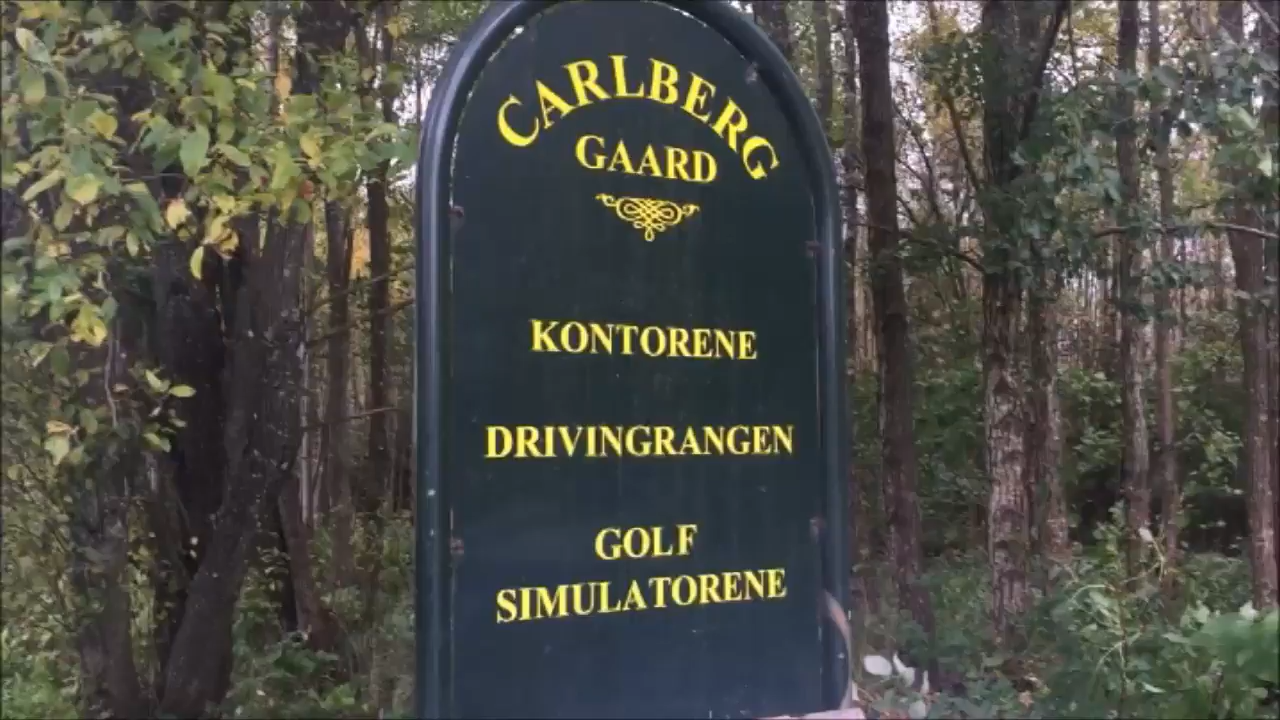 CARLBERG
GAARD
KONTORENE
DRIVINGRANGEN
GOLF
SIMULATORENE